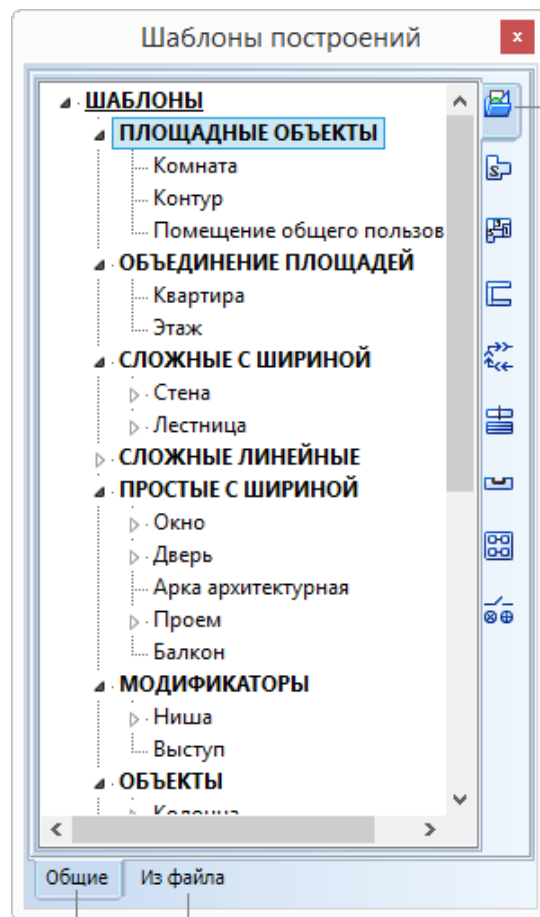 Шаблоны построений
ШАБЛОНЫ
ПЛОЩАДНЫЕ ОБЪЕКТЫ
Комната
Контур
Помещение общего пользов
ОБЪЕДИНЕНИЕ ПЛОЩАДЕЙ
Квартира
Этаж
СЛОЖНЫЕ С ШИРИНОЙ
Стена
Лестница
СЛОЖНЫЕ ЛИНЕЙНЫЕ
ПРОСТЫЕ С ШИРИНОЙ
Окно
Дверь
Арка архитектурная
Проем
Балкон
МОДИФИКАТОРЫ
Ниша
Выступ
ОБЪЕКТЫ
Колонна
Общие
Из файла